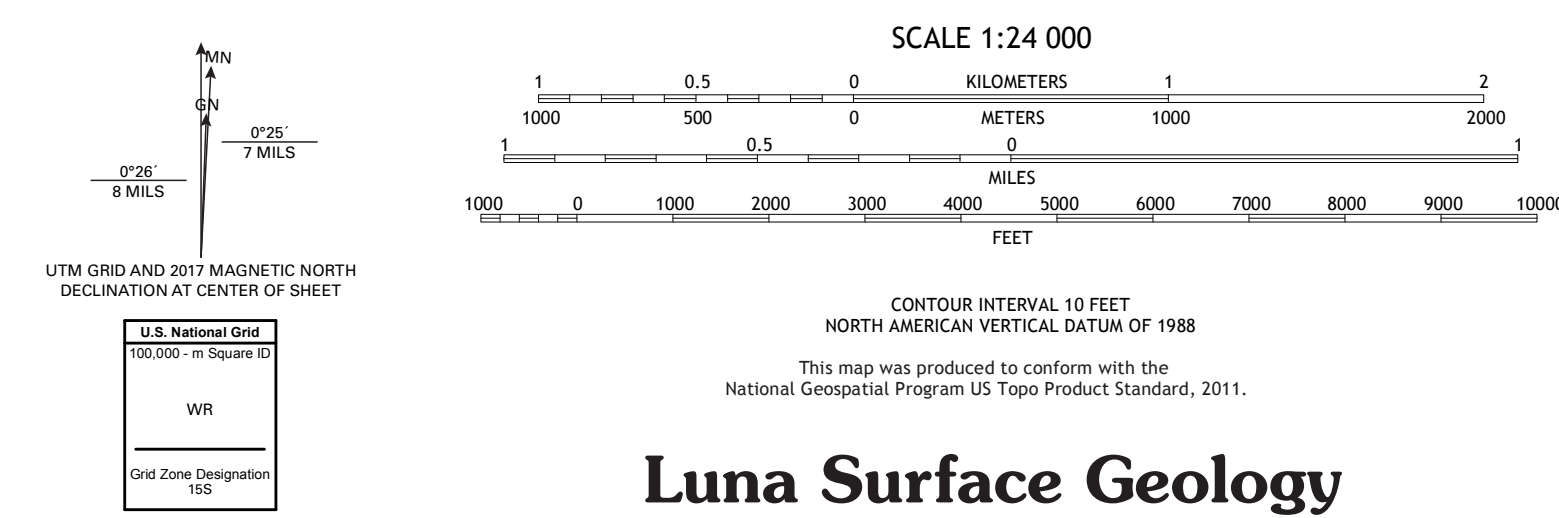 MN
GN
0°25´
7 MILS
0°26´
8 MILS
UTM GRID AND 2017 MAGNETIC NORTH
DECLINATION AT CENTER OF SHEET
U.S. National Grid
100,000 - m Square ID
WR
Grid Zone Designation
15S
SCALE 1:24 000
1 0.5 0 KILOMETERS 1 2
1000 500 0 METERS 1000 2000
1 0.5 0 1
MILES
1000 0 1000 2000 3000 4000 5000 6000 7000 8000 9000 10000
FEET
CONTOUR INTERVAL 10 FEET
NORTH AMERICAN VERTICAL DATUM OF 1988
This map was produced to conform with the
National Geospatial Program US Topo Product Standard, 2011.
Luna Surface Geology